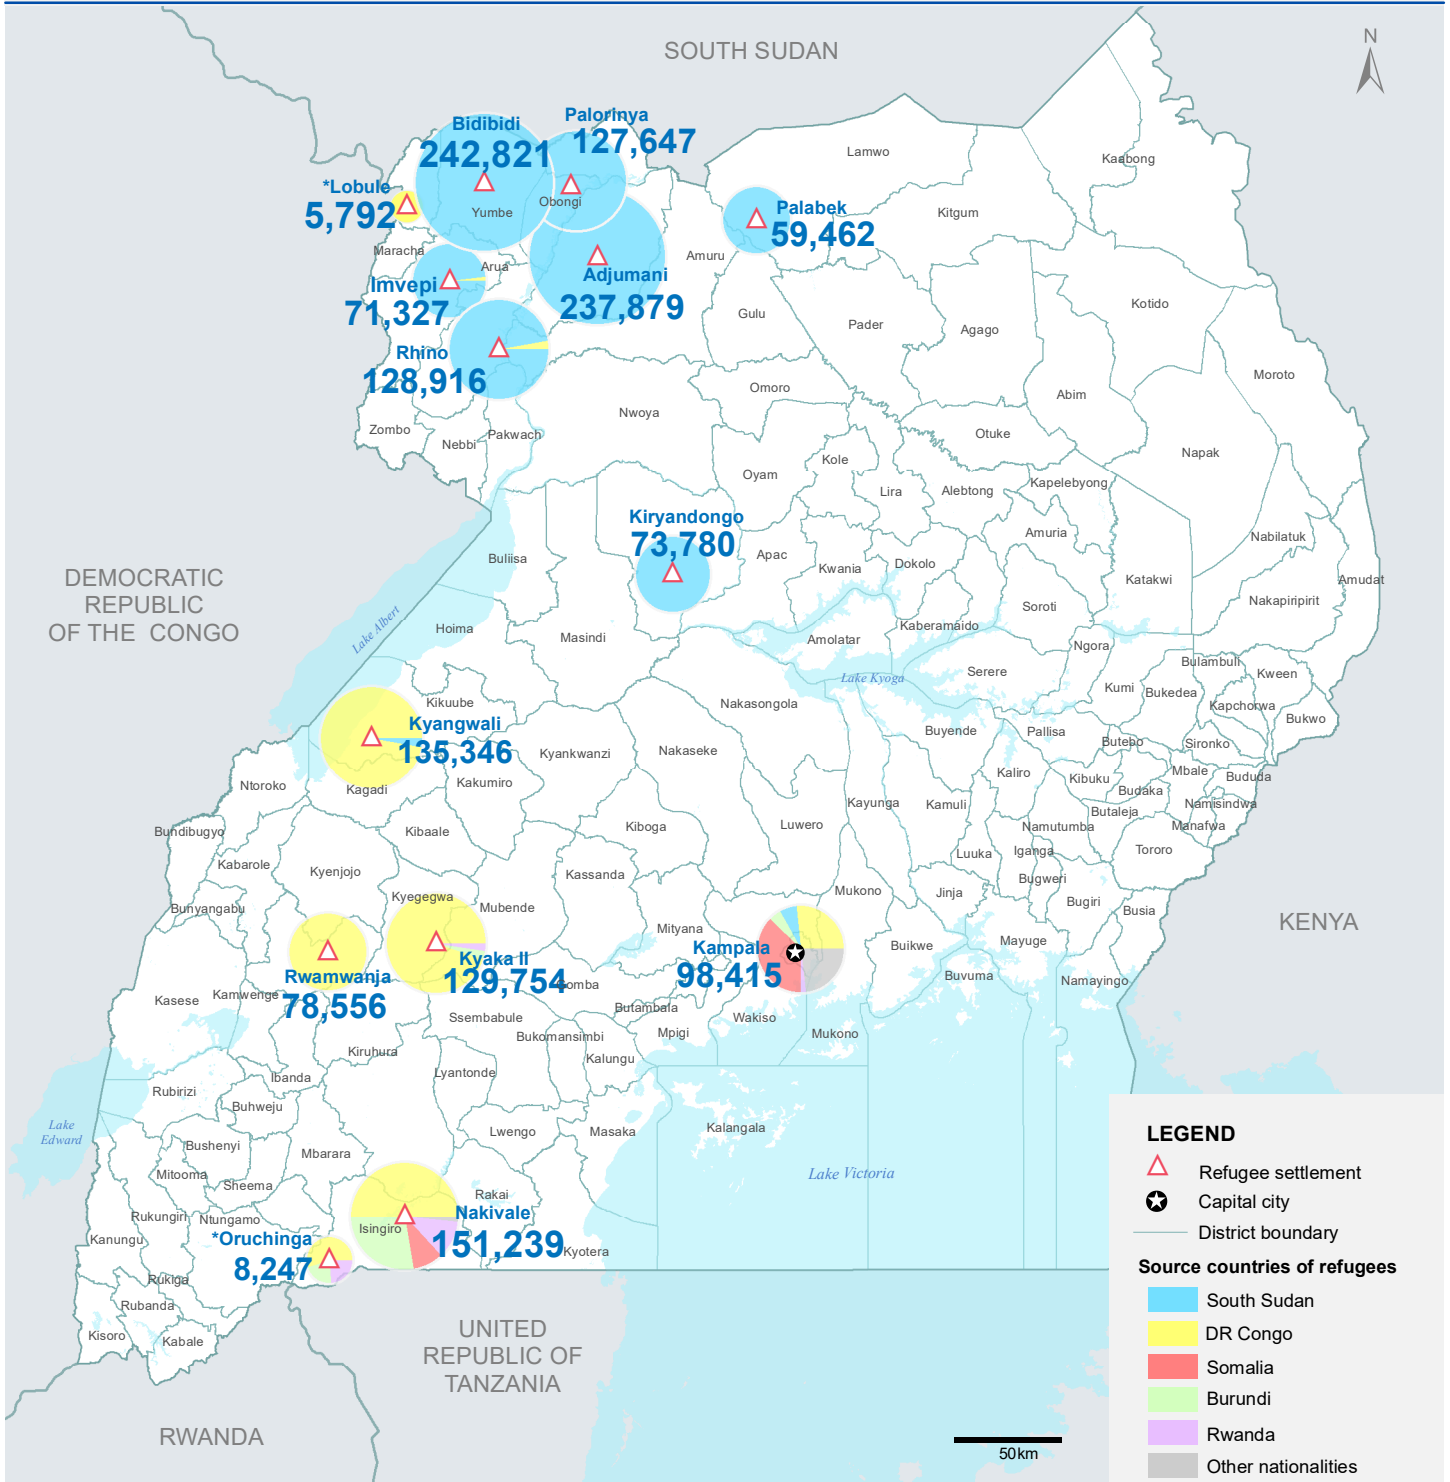 SOUTH SUDAN
N
Bidibidi
242,821
Palorinya
127,647
*Lobule
5,792
Yumbe
Obongi
Maracha
Arua
Imvepi
71,327
Adjumani
237,879
Rhino
128,916
Palabek
59,462
Lamwo
Kaabong
Kitgum
Amuru
Gulu
Pader
Agago
Kotido
Moroto
Abim
Omoro
Nwoya
Zombo
Nebbi
Pakwach
Otuke
Napak
Oyam
Kole
Lira
Alebtong
Kapelebyong
Kiryandongo
73,780
Apac
Amuria
Nabilatuk
Buliisa
Kwania
Dokolo
Katakwi
Amudat
Nakapiripirit
DEMOCRATIC
REPUBLIC
OF THE CONGO
Lake Albert
Hoima
Masindi
Soroti
Kaberamaido
Amolatar
Ngora
Lake Kyoga
Serere
Bulambuli
Kween
Kumi
Bukedea
Kapchorwa
Bukwo
Kikuube
Kyangwali
135,346
Nakasongola
Kyankwanzi
Nakaseke
Buyende
Pallisa
Butebo
Sironko
Ntoroko
Kagadi
Kakumiro
Kaliro
Kibuku
Mbale
Bududa
Budaka
Kayunga
Kamuli
Butaleja
Namisindwa
Manafwa
Bundibugyo
Kibaale
Kiboga
Luwero
Namutumba
Kabarole
Kyenjojo
Kassanda
Luuka
Iganga
Tororo
Bugweri
Kyegegwa
Mubende
Mukono
Jinja
Bugiri
Busia
Bunyangabu
Mityana
Kampala
98,415
Buikwe
Mayuge
KENYA
Kyaka II
129,754
Gomba
Buvuma
Namayingo
Rwamwanja
78,556
Kasese
Kamwenge
Ssembabule
Butambala
Wakiso
Bukomansimbi
Mpigi
Mukono
Kiruhura
Kalungu
Lyantonde
Ibanda
Rubirizi
Buhweju
Lake
Edward
Lwengo
Masaka
Kalangala
Bushenyi
Mbarara
Mitooma
Sheema
Lake Victoria
Rakai
Nakivale
151,239
Isingiro
Kyotera
Rukungiri
Ntungamo
Kanungu
*Oruchinga
8,247
Rukiga
Rubanda
Kisoro
Kabale
UNITED
REPUBLIC OF
TANZANIA
RWANDA
50km
LEGEND
Refugee settlement
Capital city
District boundary
Source countries of refugees
South Sudan
DR Congo
Somalia
Burundi
Rwanda
Other nationalities